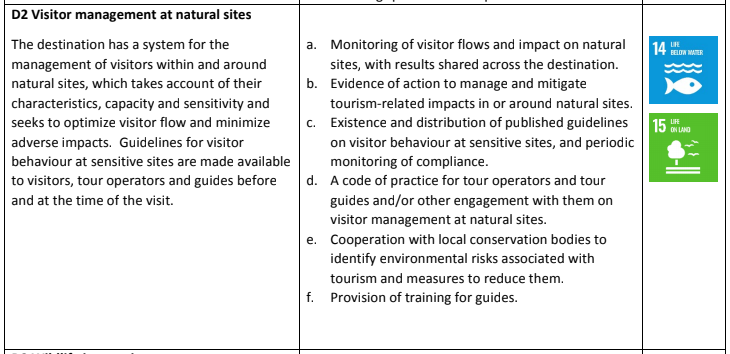 D2 Visitor management at natural sites
The destination has a system for the
management of visitors within and around
natural sites, which takes account of their
characteristics, capacity and sensitivity and
seeks to optimize visitor flow and minimize
adverse impacts.  Guidelines for visitor
behaviour at sensitive sites are made available
to visitors, tour operators and guides before
and at the time of the visit.
a. Monitoring of visitor flows and impact on natural
sites, with results shared across the destination.
b. Evidence of action to manage and mitigate
tourism-related impacts in or around natural sites.
c. Existence and distribution of published guidelines
on visitor behaviour at sensitive sites, and periodic
monitoring of compliance.
d. A code of practice for tour operators and tour
guides and/or other engagement with them on
visitor management at natural sites.
e. Cooperation with local conservation bodies to
identify environmental risks associated with
tourism and measures to reduce them.
f. Provision of training for guides.
14 LIFE
BELOW WATER
15 LIFE
ON LAND